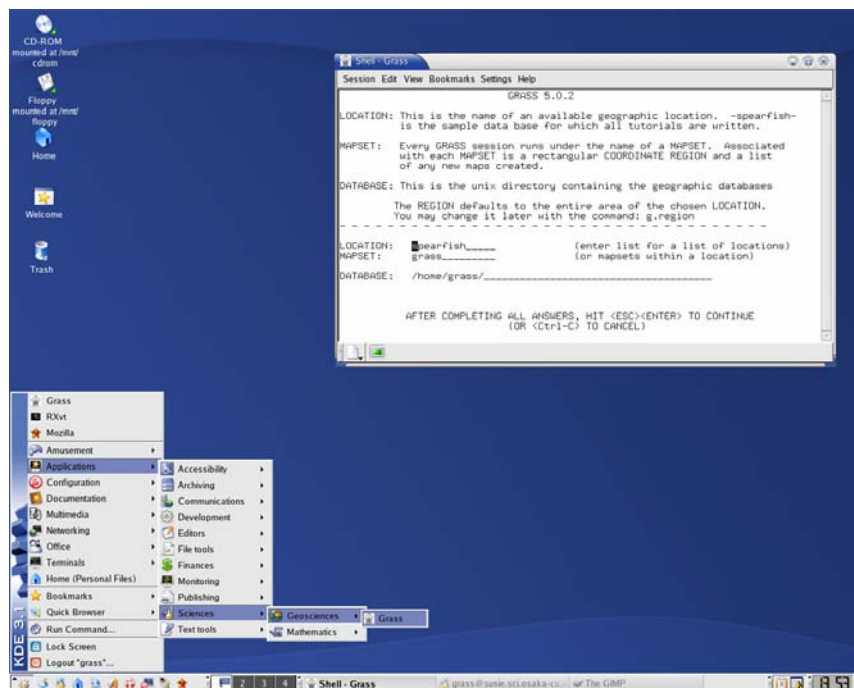 CD-ROM
mounted at /mnt/
cdrom
Floppy
mounted at /mnt/
floppy
Home
Welcome
Trash
Shell - Grass
Session Edit View Bookmarks Settings Help
GRASS 5.0.2
LOCATION: This is the name of an available geographic location. -spearfish-
is the sample data base for which all tutorials are written.
MAPSET: Every GRASS session runs under the name of a MAPSET. Associated
with each MAPSET is a rectangular COORDINATE REGION and a list
of any new maps created.
DATABASE: This is the unix directory containing the geographic databases
The REGION defaults to the entire area of the chosen LOCATION.
You may change it later with the command: g.region
- - - - - - - - - - - - - - - - - - - - - - - - - - - - - - - - - -
LOCATION: spearfish_____ (enter list for a list of locations)
MAPSET: grass_________ (or mapsets within a location)
DATABASE: /home/grass/___________________________________
AFTER COMPLETING ALL ANSWERS, HIT <ESC><ENTER> TO CONTINUE
(OR <Ctrl-C> TO CANCEL)
Grass
RXvt
Mozilla
Amusement
Applications
Configuration
Documentation
Multimedia
Networking
Office
Terminals
Home (Personal Files)
Bookmarks
Quick Browser
Run Command...
Lock Screen
Logout "grass"...
KDE 3.1
Accessibility
Archiving
Communications
Development
Editors
File tools
Finances
Monitoring
Publishing
Sciences
Text tools
Geosciences
Mathematics
Grass
2 3 4 Shell - Grass grass@susie.sci.osaka-cu The GIMP